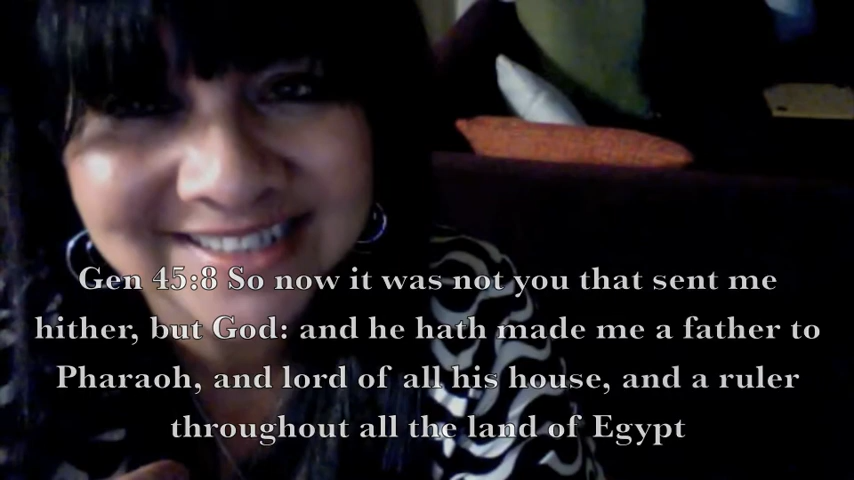 Gen 45:8 So now it was not you that sent me
hither, but God: and he hath made me a father to
Pharaoh, and lord of all his house, and a ruler
throughout all the land of Egypt